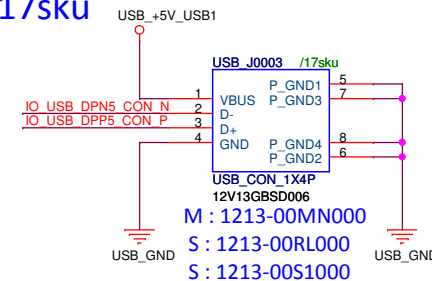 17sku
USB_+5V_USB1
USB_J0003 /17sku
P_GND1 5
1 VBUS P_GND3 7
IO_USB_DPN5_CON_N 2 D-
IO_USB_DPP5_CON_P 3 D+
4 GND P_GND4 8
P_GND2 6
USB_CON_1X4P
12V13GBSD006
M : 1213-00MN000
S : 1213-00RL000
USB_GND S : 1213-00S1000 USB_GND